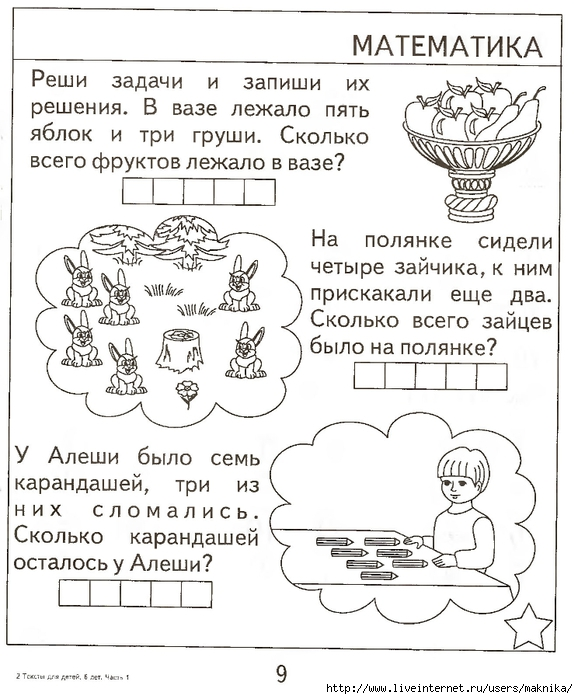 МАТЕМАТИКА
Реши задачи и запиши их
решения. В вазе лежало пять
яблок и три груши. Сколько
всего фруктов лежало в вазе?
На полянке сидели
четыре зайчика, к ним
прискакали еще два.
Сколько всего зайцев
было на полянке?
У Алеши было семь
карандашей, три из
них сломались.
Сколько карандашей
осталось у Алеши?
2 Тексты для детей, 6 лет. Часть 1
9
http://www.liveinternet.ru/users/maknika/